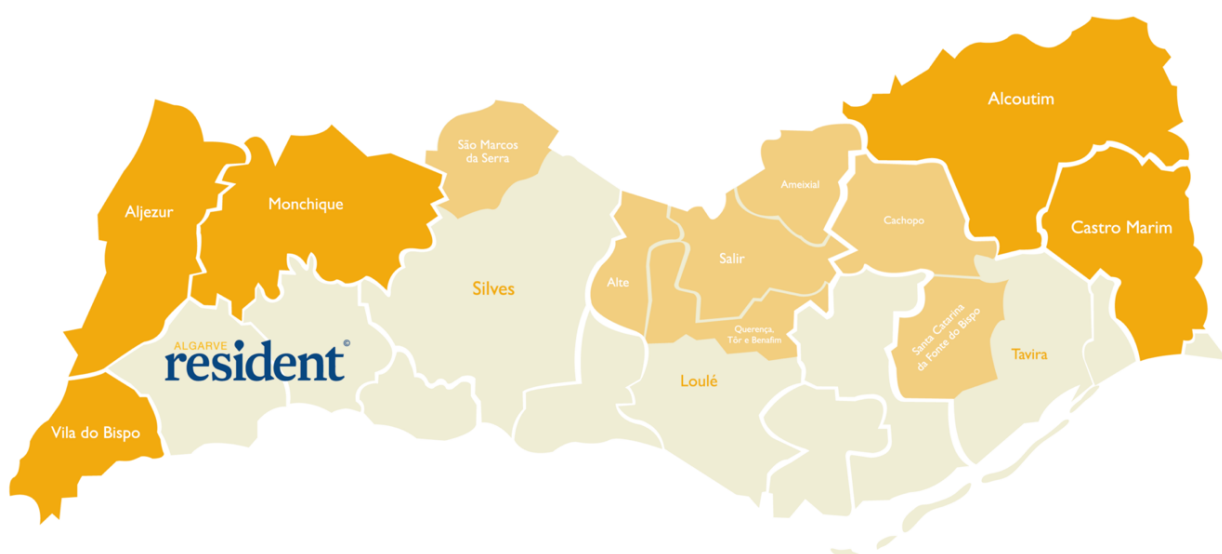 Alcoutim
São Marcos
da Serra
Ameixial
Monchique
Aljezur
Cachopo
Castro Marim
Salir
Alte
Silves
Querença,
Tôr e Benafim
Santa Catarina
da Fonte do Bispo
ALGARVE
resident©
Tavira
Loulé
Vila do Bispo